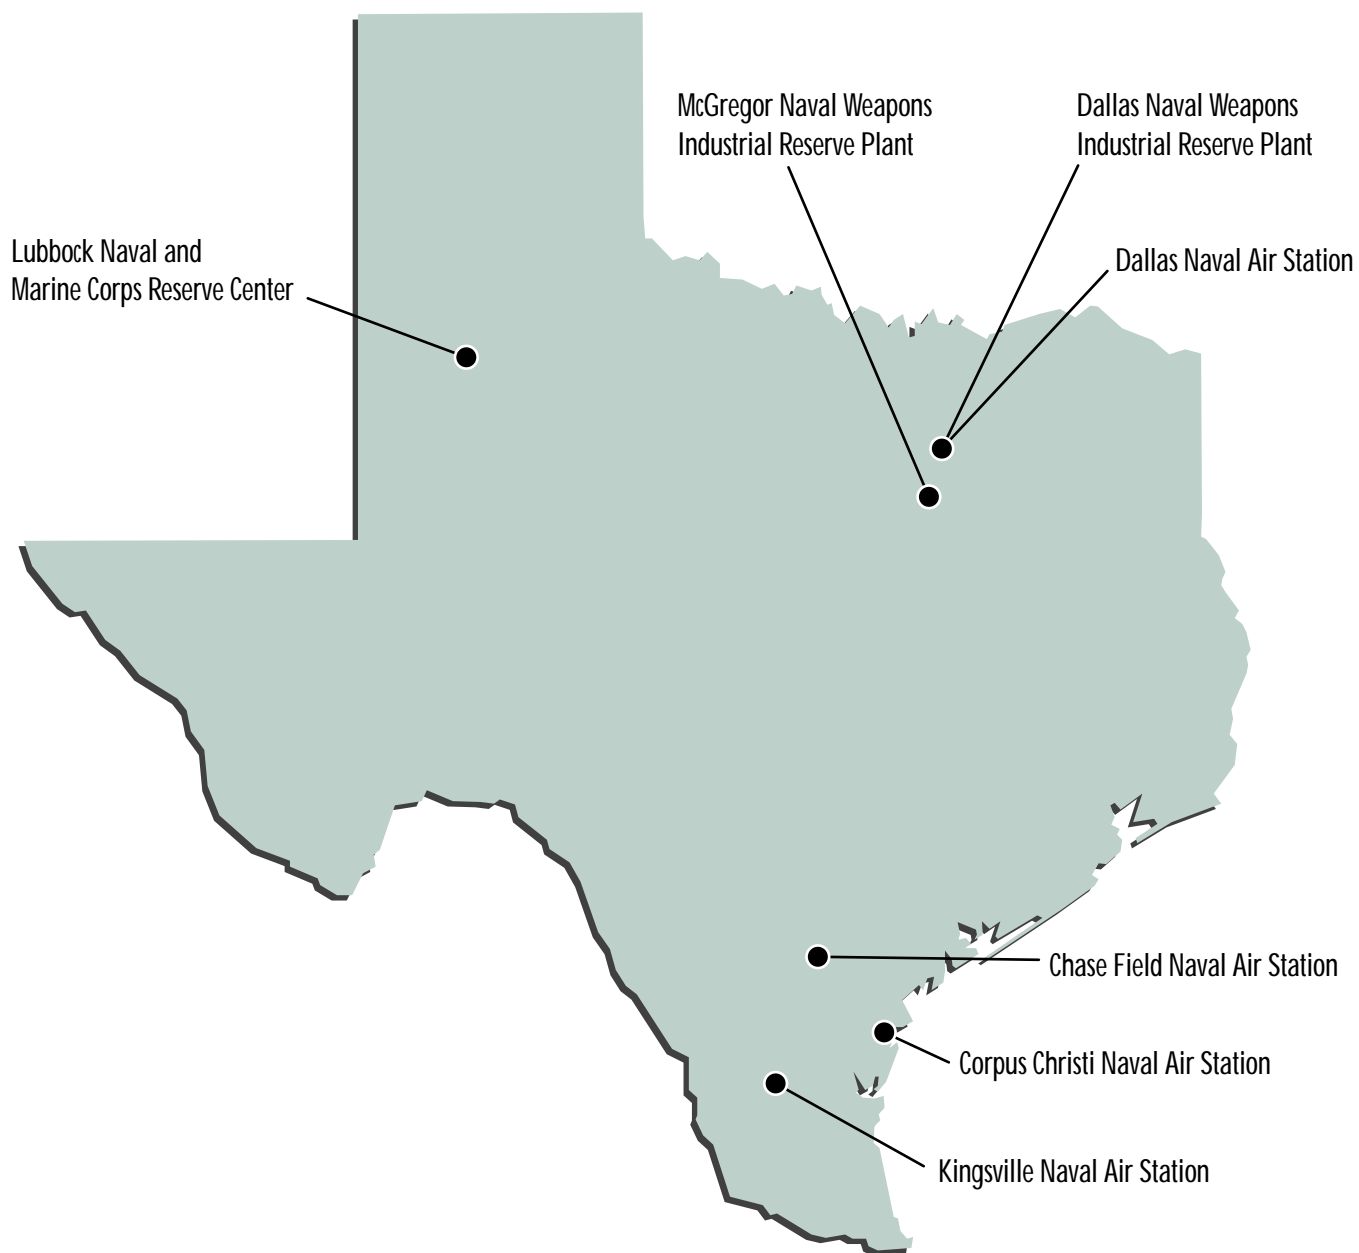 McGregor Naval Weapons
Industrial Reserve Plant
Dallas Naval Weapons
Industrial Reserve Plant
Lubbock Naval and
Marine Corps Reserve Center
Dallas Naval Air Station
Chase Field Naval Air Station
Corpus Christi Naval Air Station
Kingsville Naval Air Station